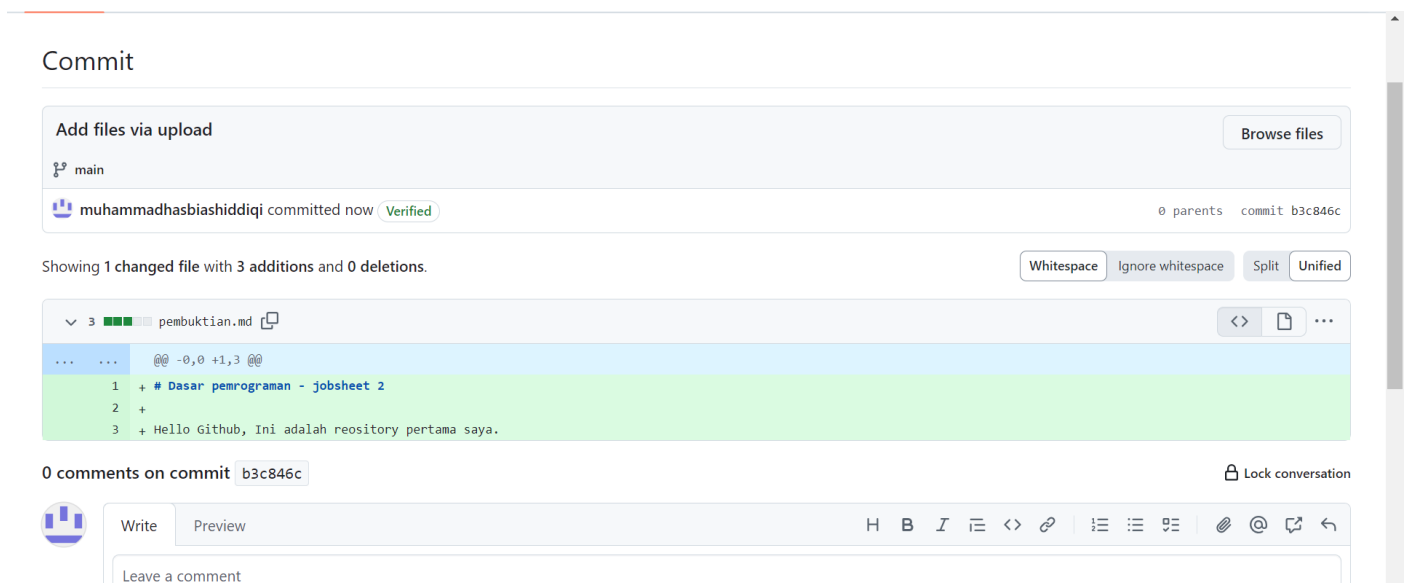 Commit
Add files via upload
Browse files
main
muhammadhasbiashiddiqi committed now Verified
0 parents commit b3c846c
Showing 1 changed file with 3 additions and 0 deletions.
Whitespace Ignore whitespace Split Unified
3 pembuktian.md
... ... @@ -0,0 +1,3 @@
1 + # Dasar pemrograman - jobsheet 2
2 +
3 + Hello Github, Ini adalah reository pertama saya.
0 comments on commit b3c846c
Lock conversation
Write Preview
Leave a comment